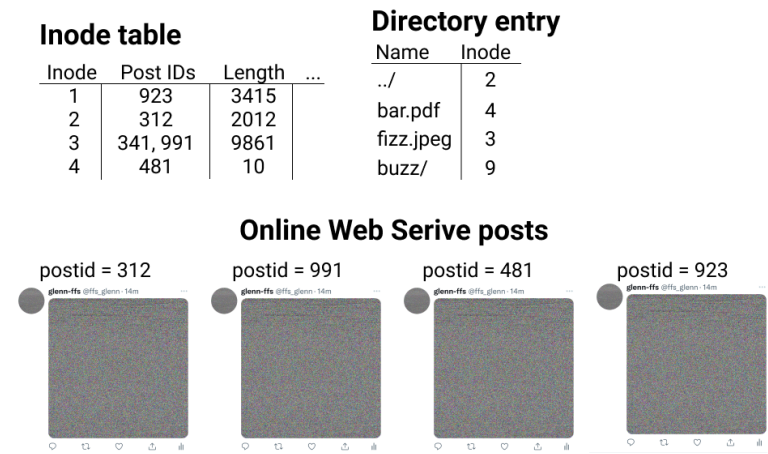 Inode table
Inode Post IDs Length ...
1 923 3415
2 312 2012
3 341, 991 9861
4 481 10
Directory entry
Name Inode
../ 2
bar.pdf 4
fizz.jpeg 3
buzz/ 9
Online Web Serive posts
postid = 312
glenn-ffs @ffs_glenn · 14m
postid = 991
glenn-ffs @ffs_glenn · 14m
postid = 481
glenn-ffs @ffs_glenn · 14m
postid = 923
glenn-ffs @ffs_glenn · 14m